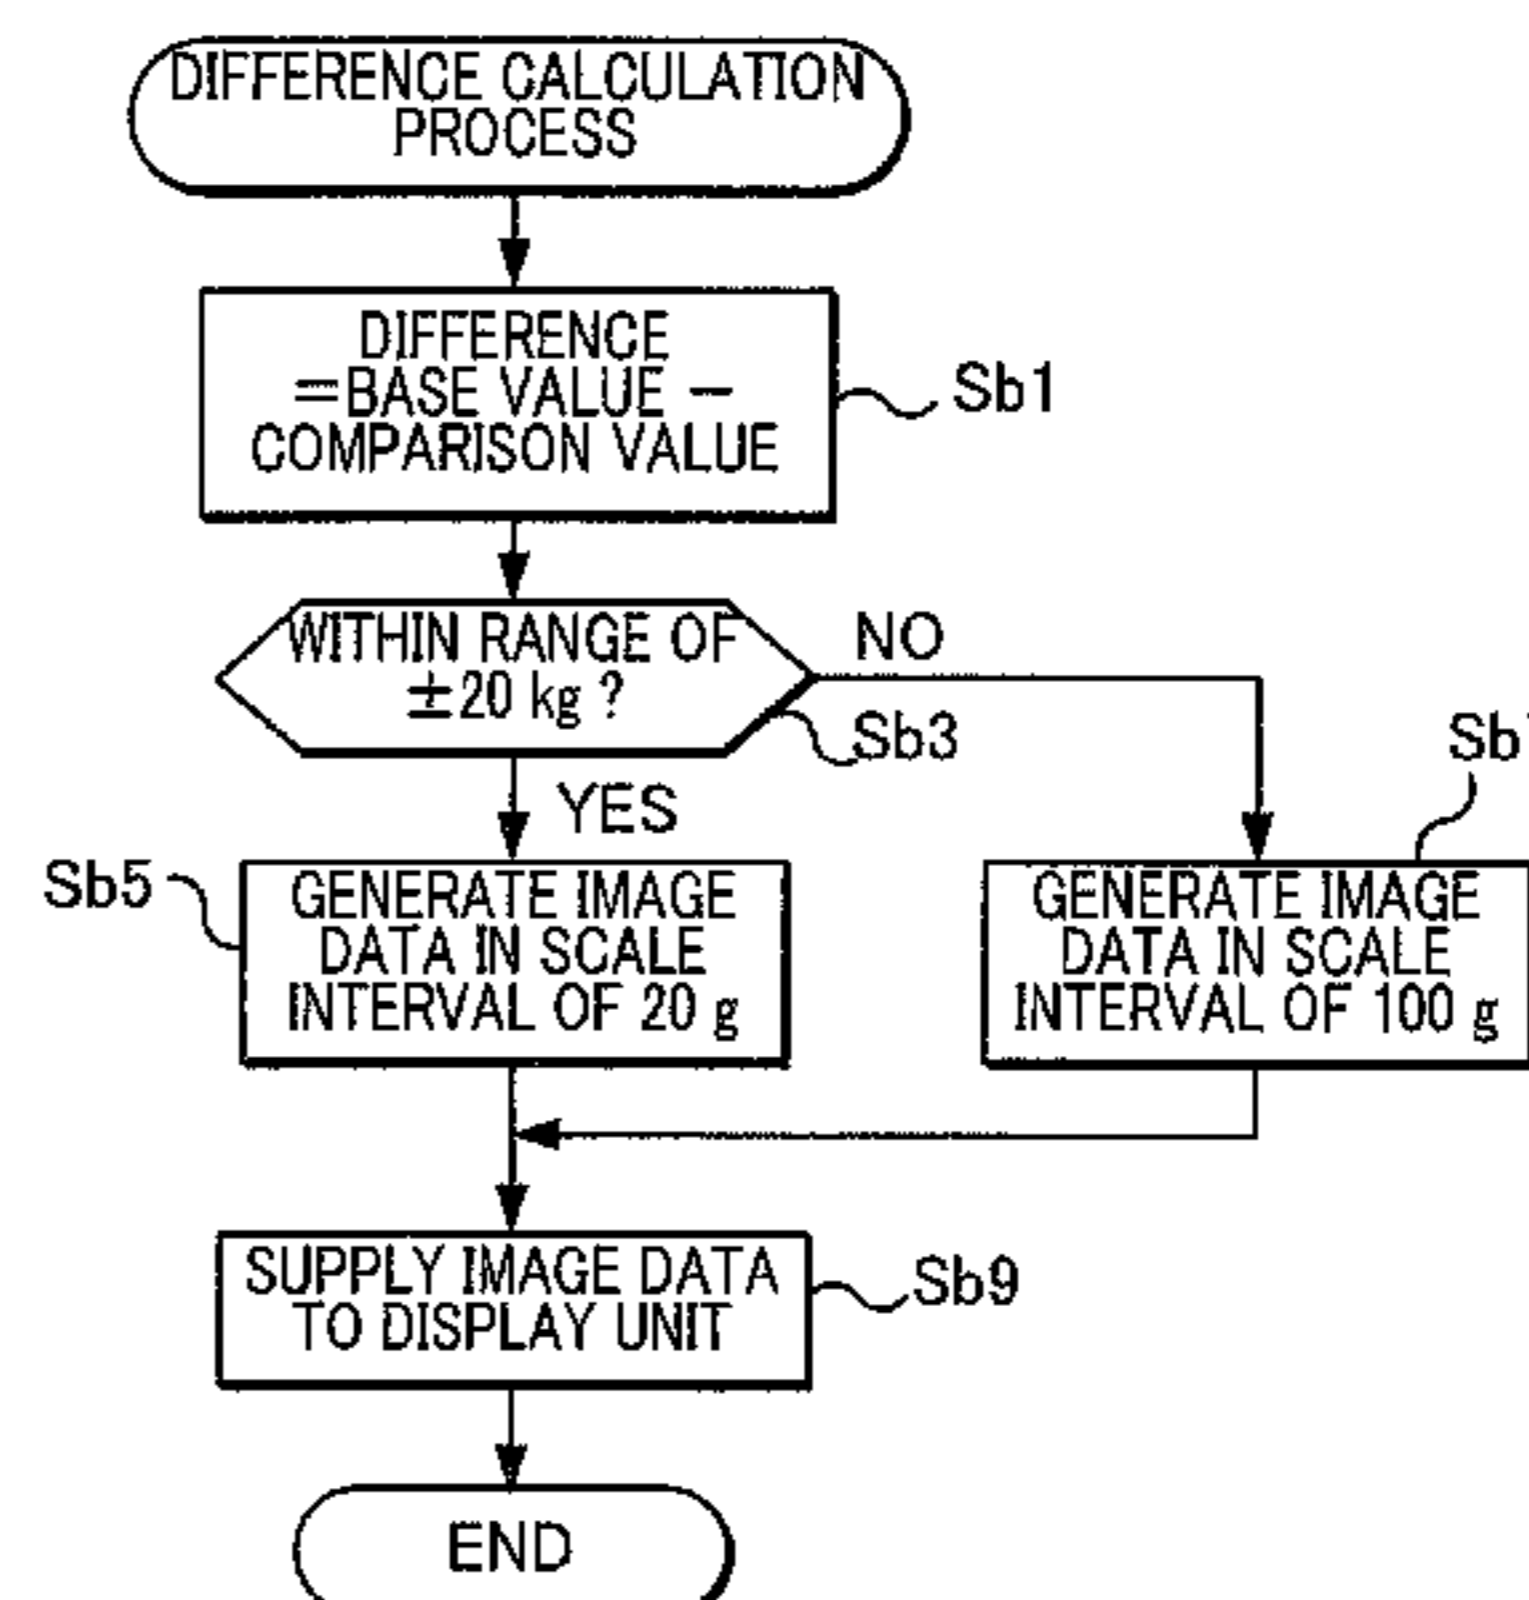 DIFFERENCE CALCULATION
PROCESS
DIFFERENCE
=BASE VALUE −
COMPARISON VALUE
Sb1
WITHIN RANGE OF
±20 kg ?
NO
Sb3
YES
Sb5
GENERATE IMAGE
DATA IN SCALE
INTERVAL OF 20 g
GENERATE IMAGE
DATA IN SCALE
INTERVAL OF 100 g
SUPPLY IMAGE DATA
TO DISPLAY UNIT
Sb9
END